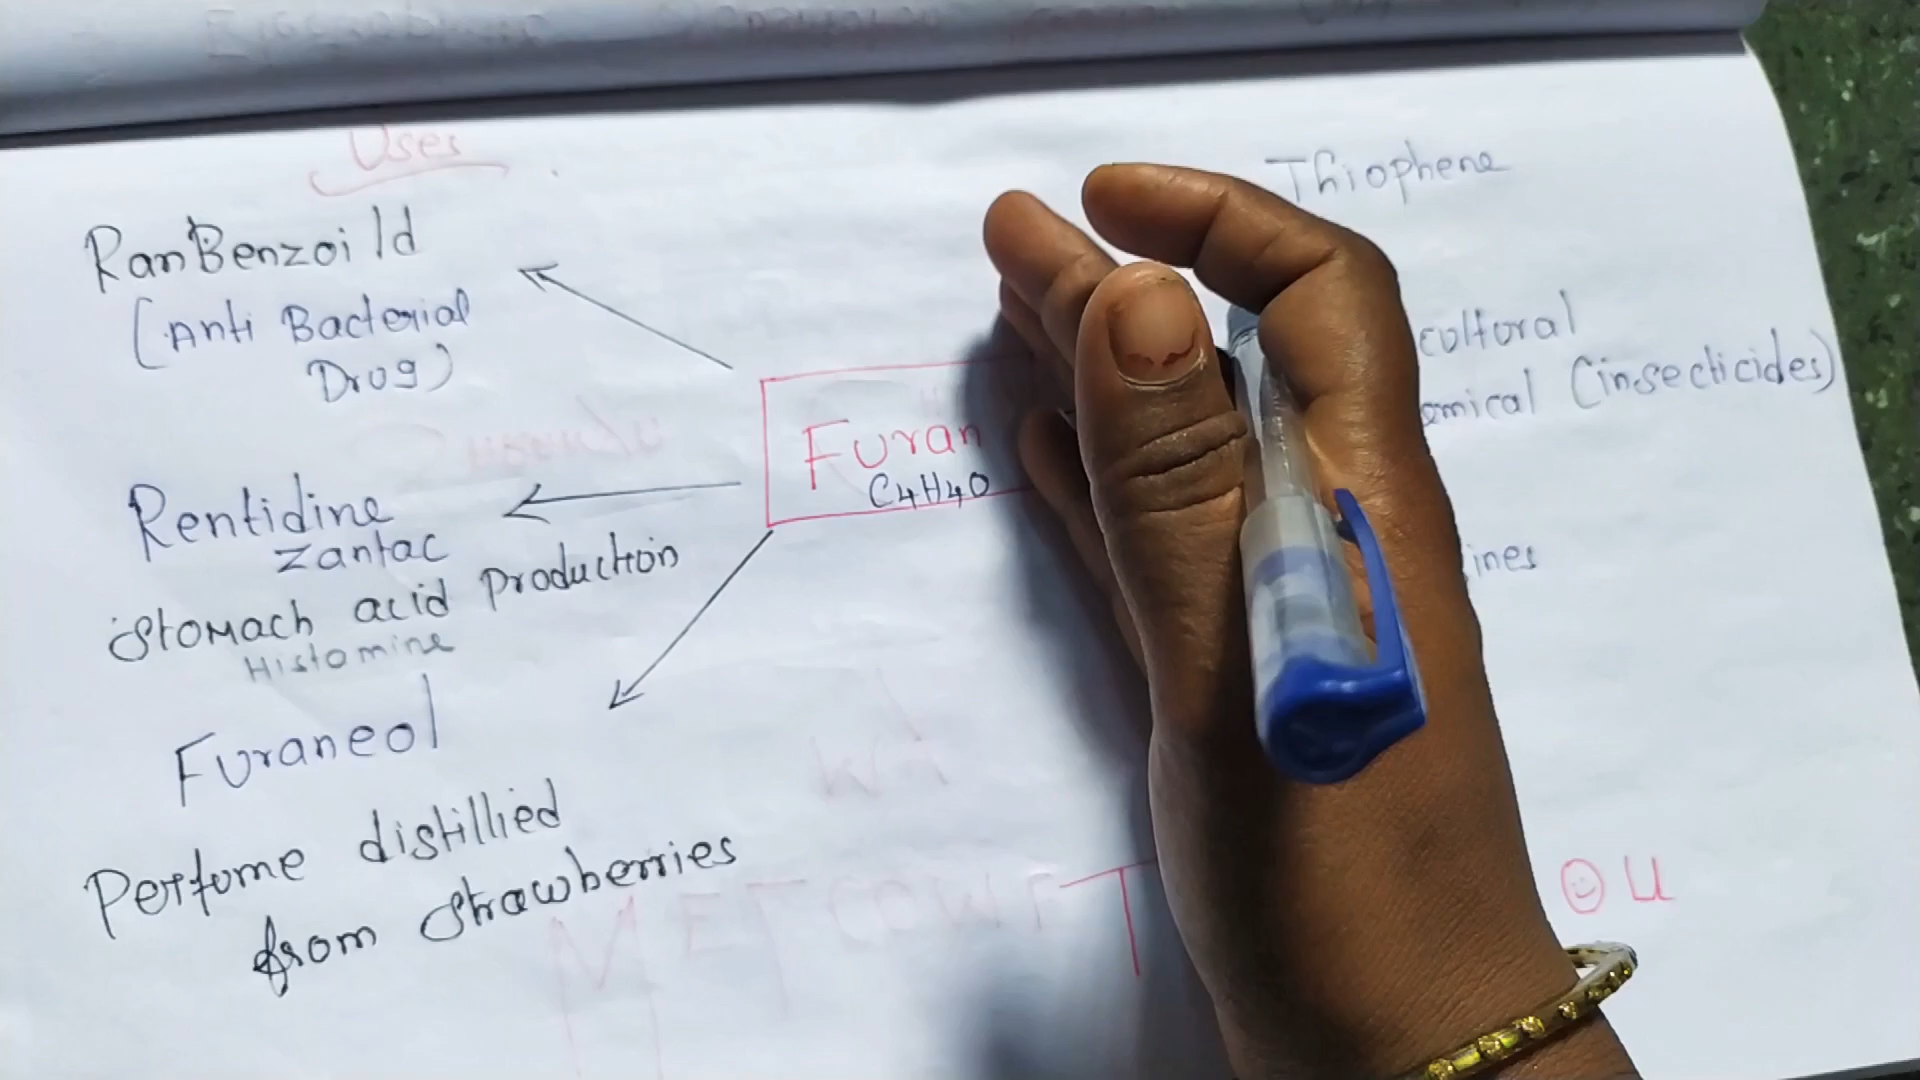 Uses
RanBenzoild
(Anti Bacterial
Drug)
Rentidine
Zantac
stomach acid production
Histomine
Furaneol
Perfume distillied
from strawberries
Furan
C4H4O
Thiophene
cultural
emical (insecticides)
ines
T
U